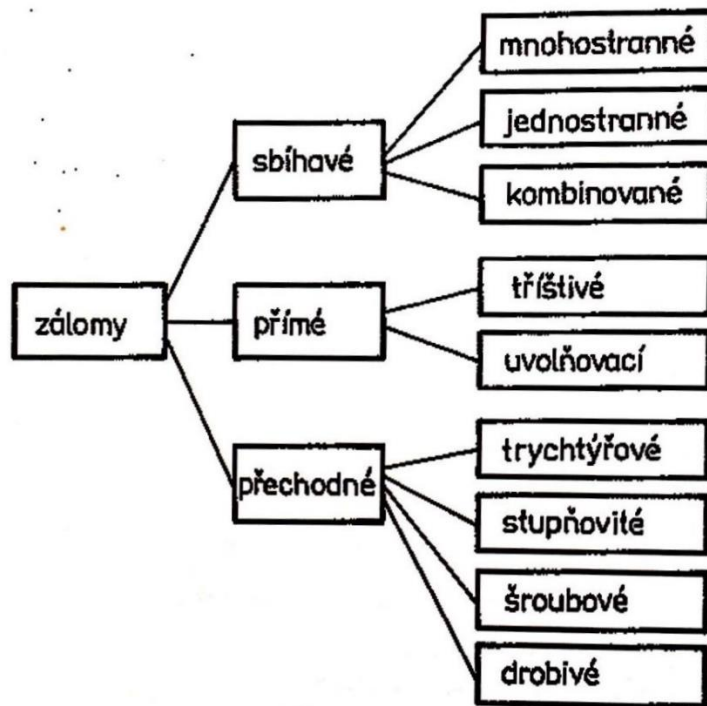 zálomy
sbíhavé
mnohostranné
jednostranné
kombinované
přímé
tříštivé
uvolňovací
přechodné
trychtýřové
stupňovité
šroubové
drobivé